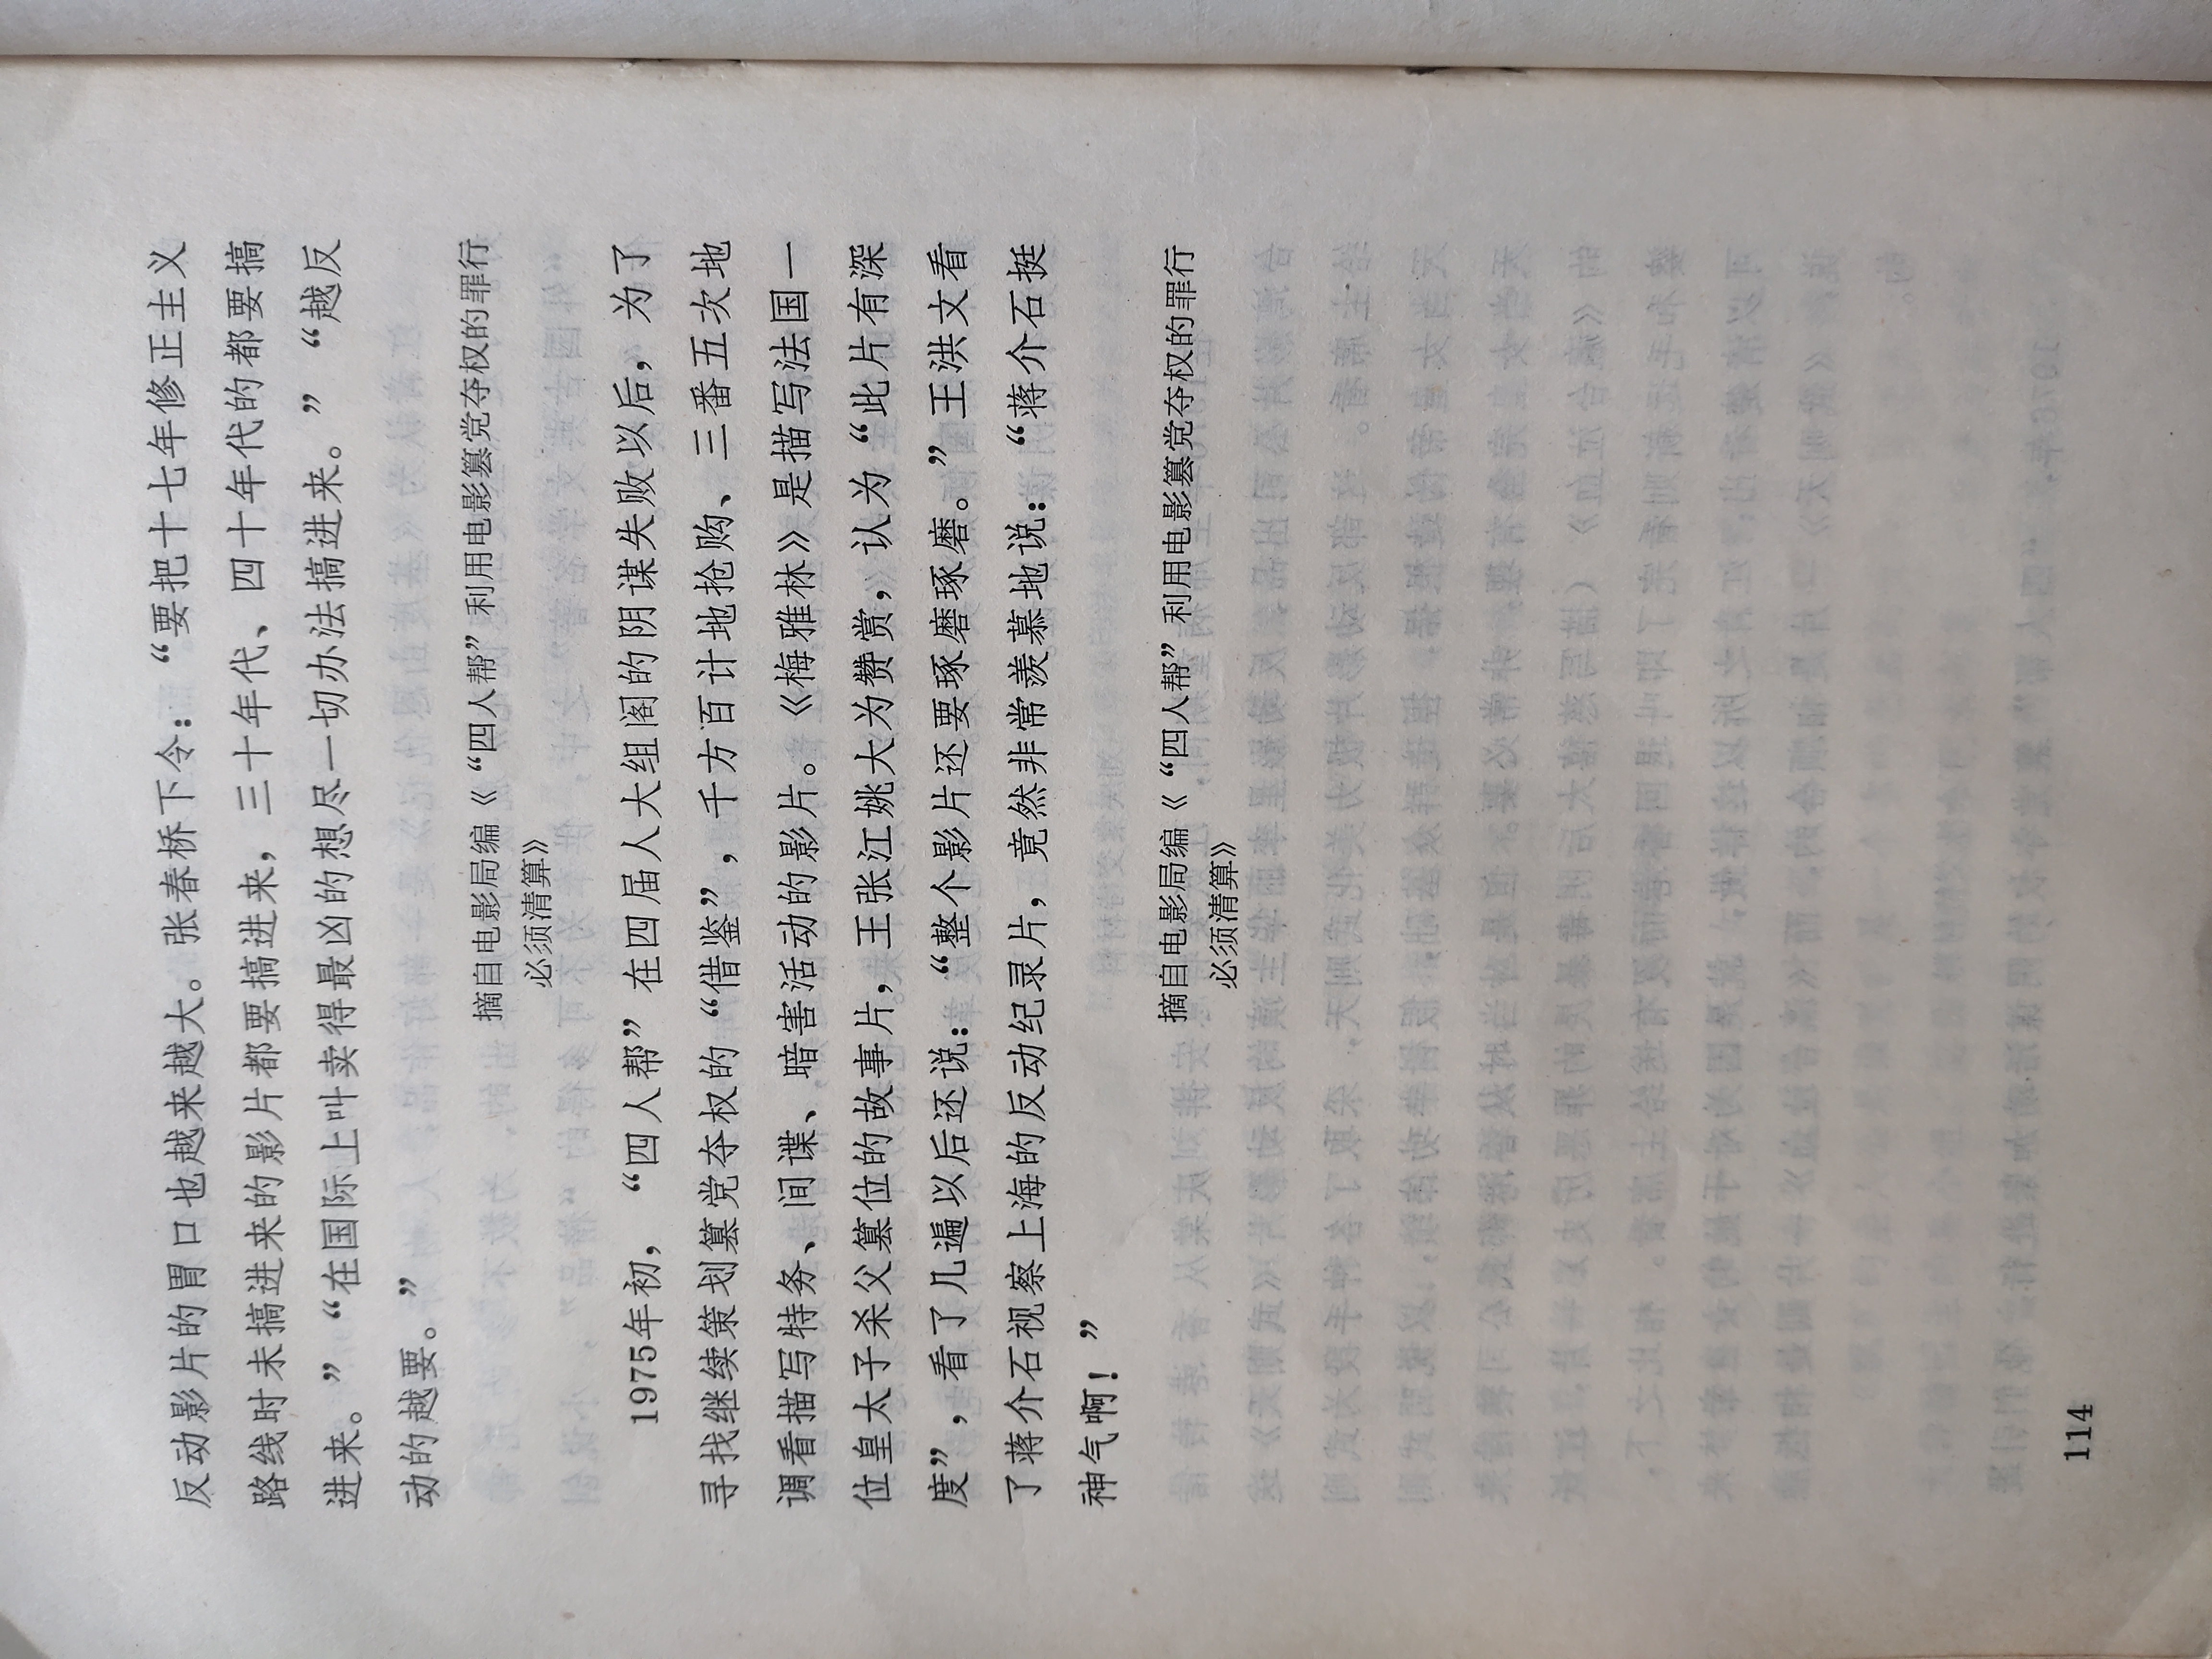 反动影片的胃口也越来越大。张春桥下令：“要把十七年修正主义
路线时未搞进来的影片都要搞进来，三十年代、四十年代的都要搞
进来。”“在国际上叫卖得最凶的想尽一切办法搞进来。”“越反
动的越要。”
摘自电影局编《“四人帮”利用电影篡党夺权的罪行
必须清算》
1975年初，“四人帮”在四届人大组阁的阴谋失败以后，为了
寻找继续策划篡党夺权的“借鉴”，千方百计地抢购、三番五次地
调看描写特务、间谍、暗害活动的影片。《梅雅林》是描写法国一
位皇太子杀父篡位的故事片，王张江姚大为赞赏，认为“此片有深
度”，看了几遍以后还说：“整个影片还要琢磨琢磨。”王洪文看
了蒋介石视察上海的反动纪录片，竟然非常羡慕地说：“蒋介石挺
神气啊！”
摘自电影局编《“四人帮”利用电影篡党夺权的罪行
必须清算》
114